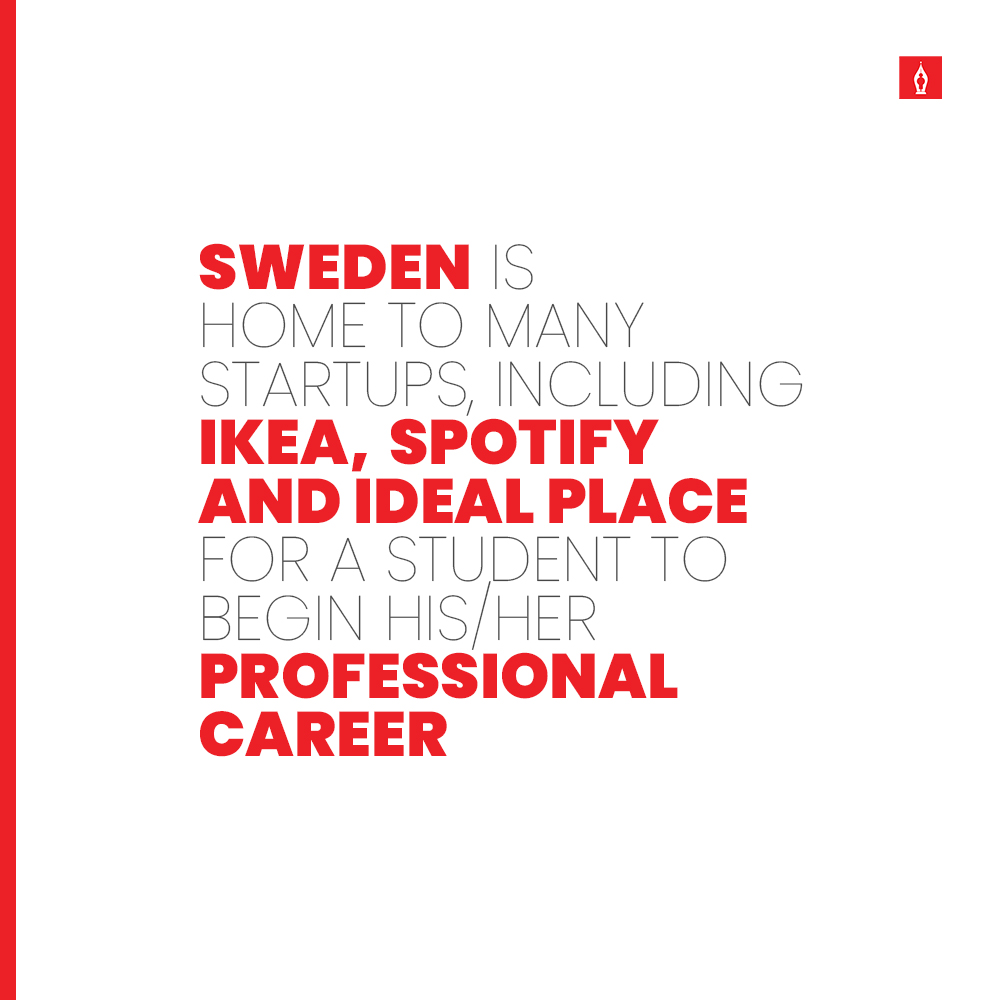 SWEDEN IS
HOME TO MANY
STARTUPS, INCLUDING
IKEA, SPOTIFY
AND IDEAL PLACE
FOR A STUDENT TO
BEGIN HIS/HER
PROFESSIONAL
CAREER